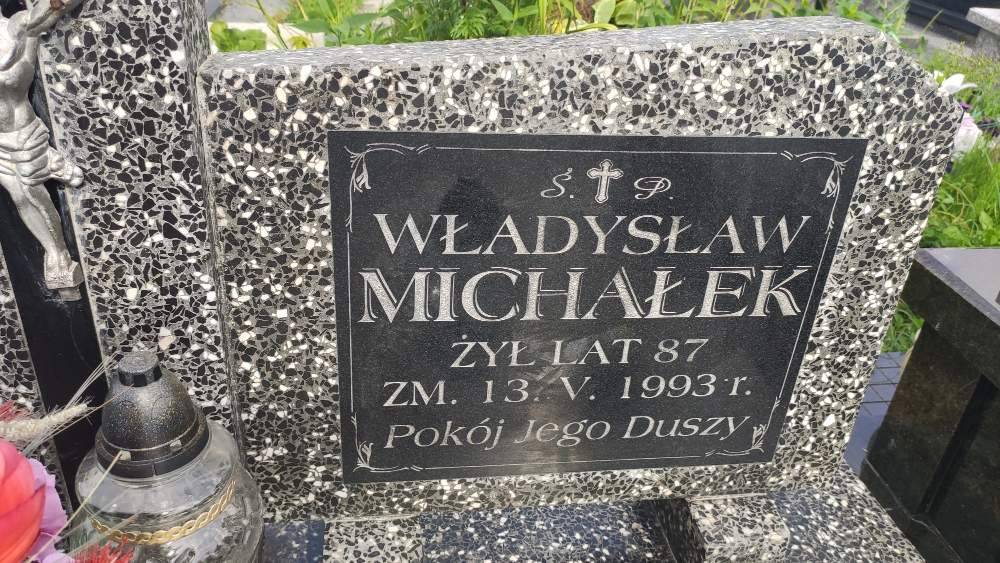 Ś. P.
WŁADYSŁAW
MICHAŁEK
ŻYŁ LAT 87
ZM. 13. V. 1993 r.
Pokój Jego Duszy